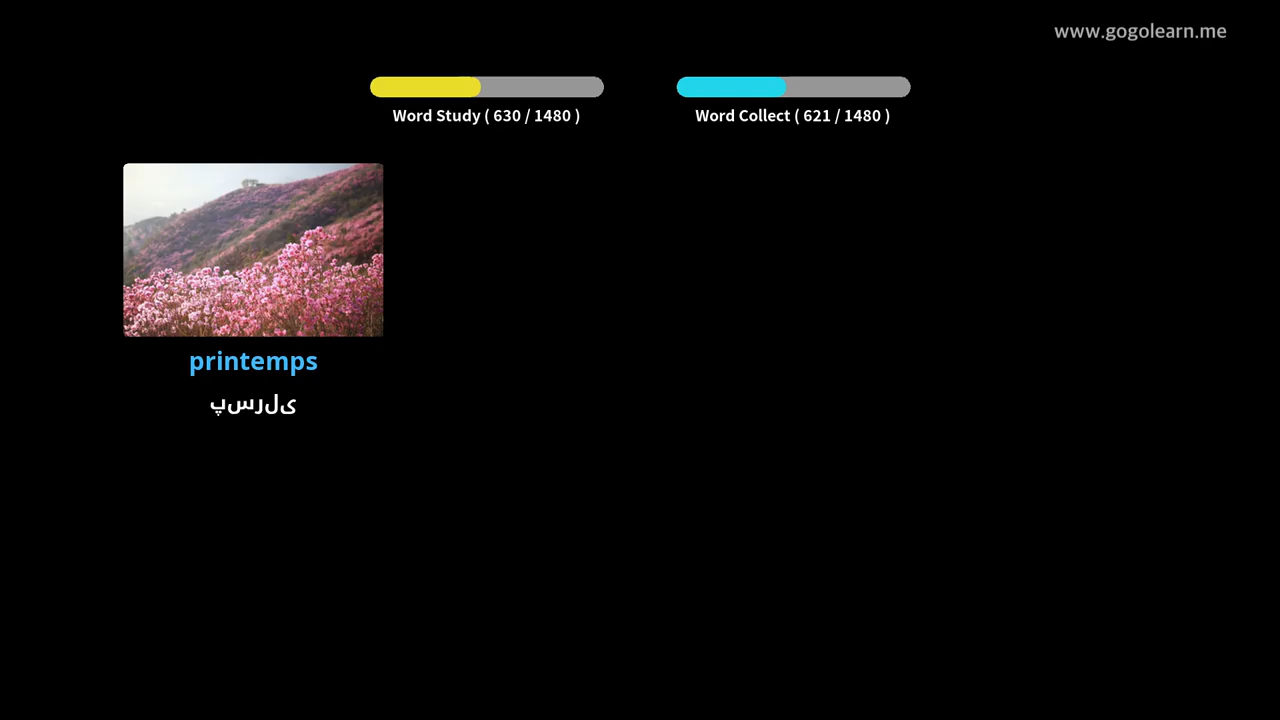 www.gogolearn.me
Word Study ( 630 / 1480 )
Word Collect ( 621 / 1480 )
printemps
پسرلی